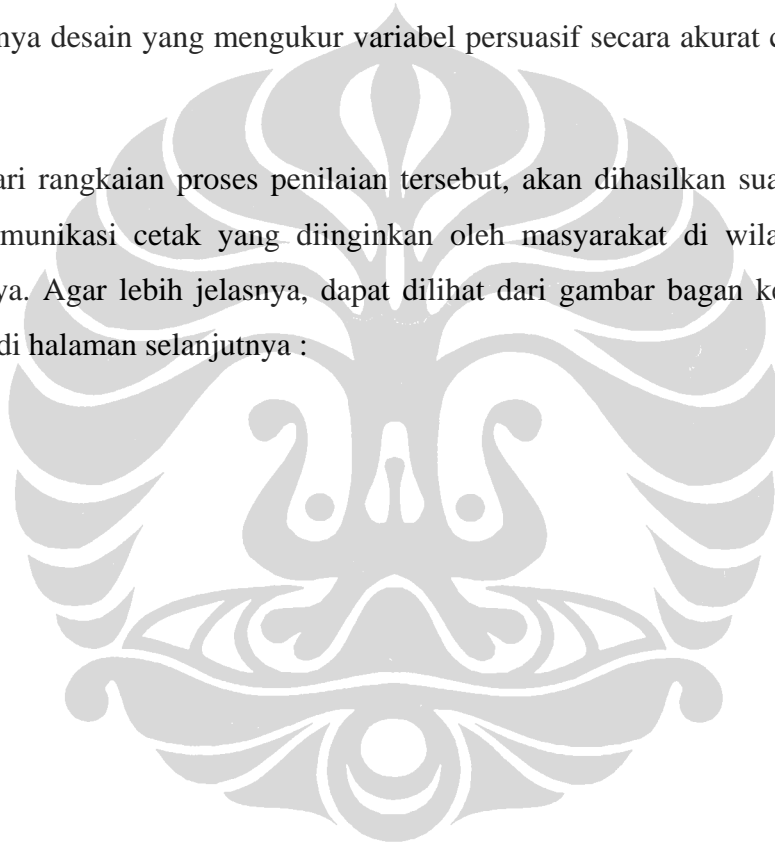 nya desain yang mengukur variabel persuasif secara akurat
ari rangkaian proses penilaian tersebut, akan dihasilkan sua
munikasi cetak yang diinginkan oleh masyarakat di wila
ya. Agar lebih jelasnya, dapat dilihat dari gambar bagan
di halaman selanjutnya :